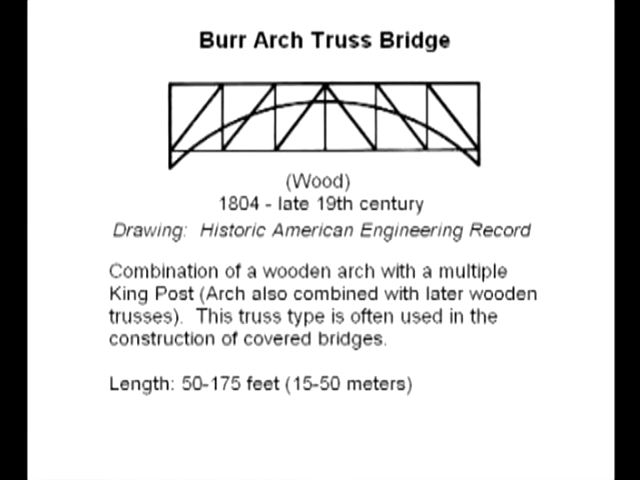 Burr Arch Truss Bridge
(Wood)
1804 - late 19th century
Drawing:  Historic American Engineering Record
Combination of a wooden arch with a multiple
King Post (Arch also combined with later wooden
trusses).  This truss type is often used in the
construction of covered bridges.
Length: 50-175 feet (15-50 meters)